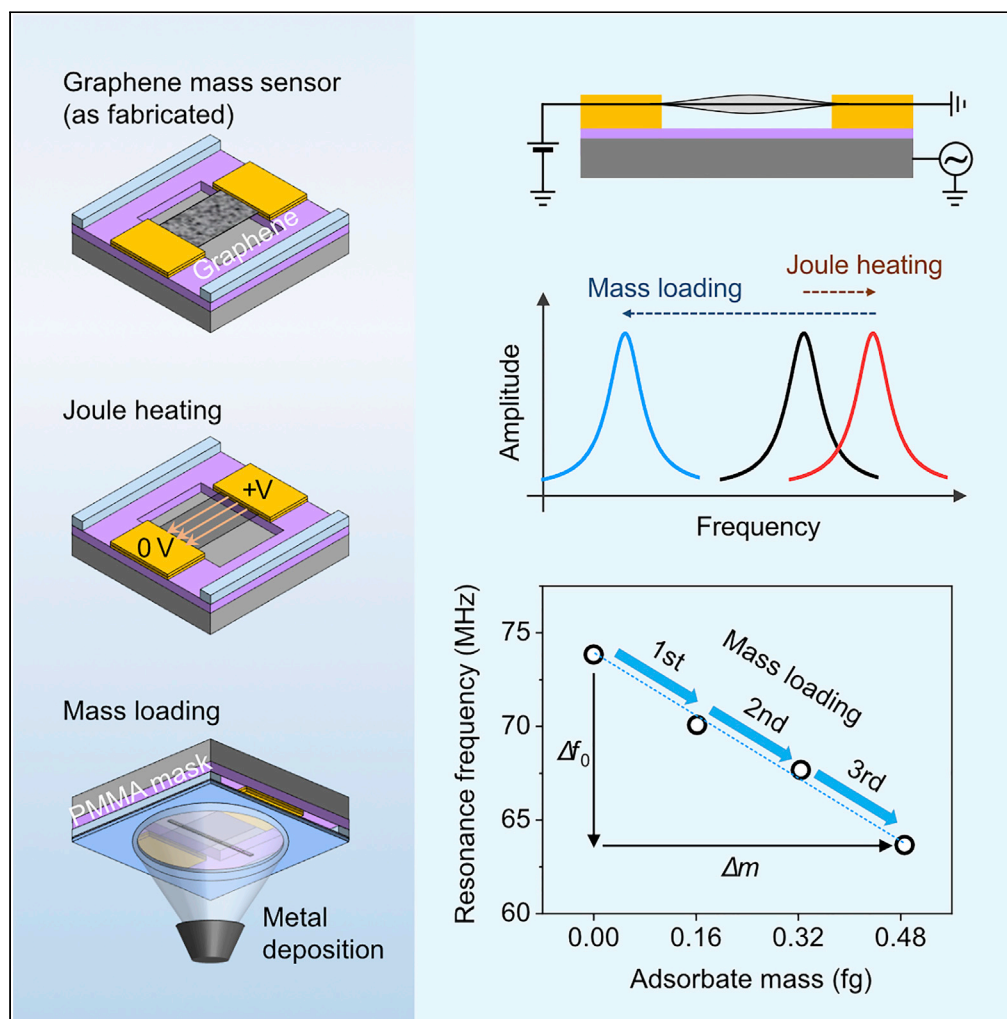 Graphene mass sensor
(as fabricated)
Graphene
Joule heating
+V
0 V
Mass loading
PMMA mask
Metal
deposition
Joule heating
Mass loading
Amplitude
Frequency
Resonance frequency (MHz)
75
70
65
60
Mass loading
1st
2nd
3rd
Δf₀
Δm
0.00 0.16 0.32 0.48
Adsorbate mass (fg)